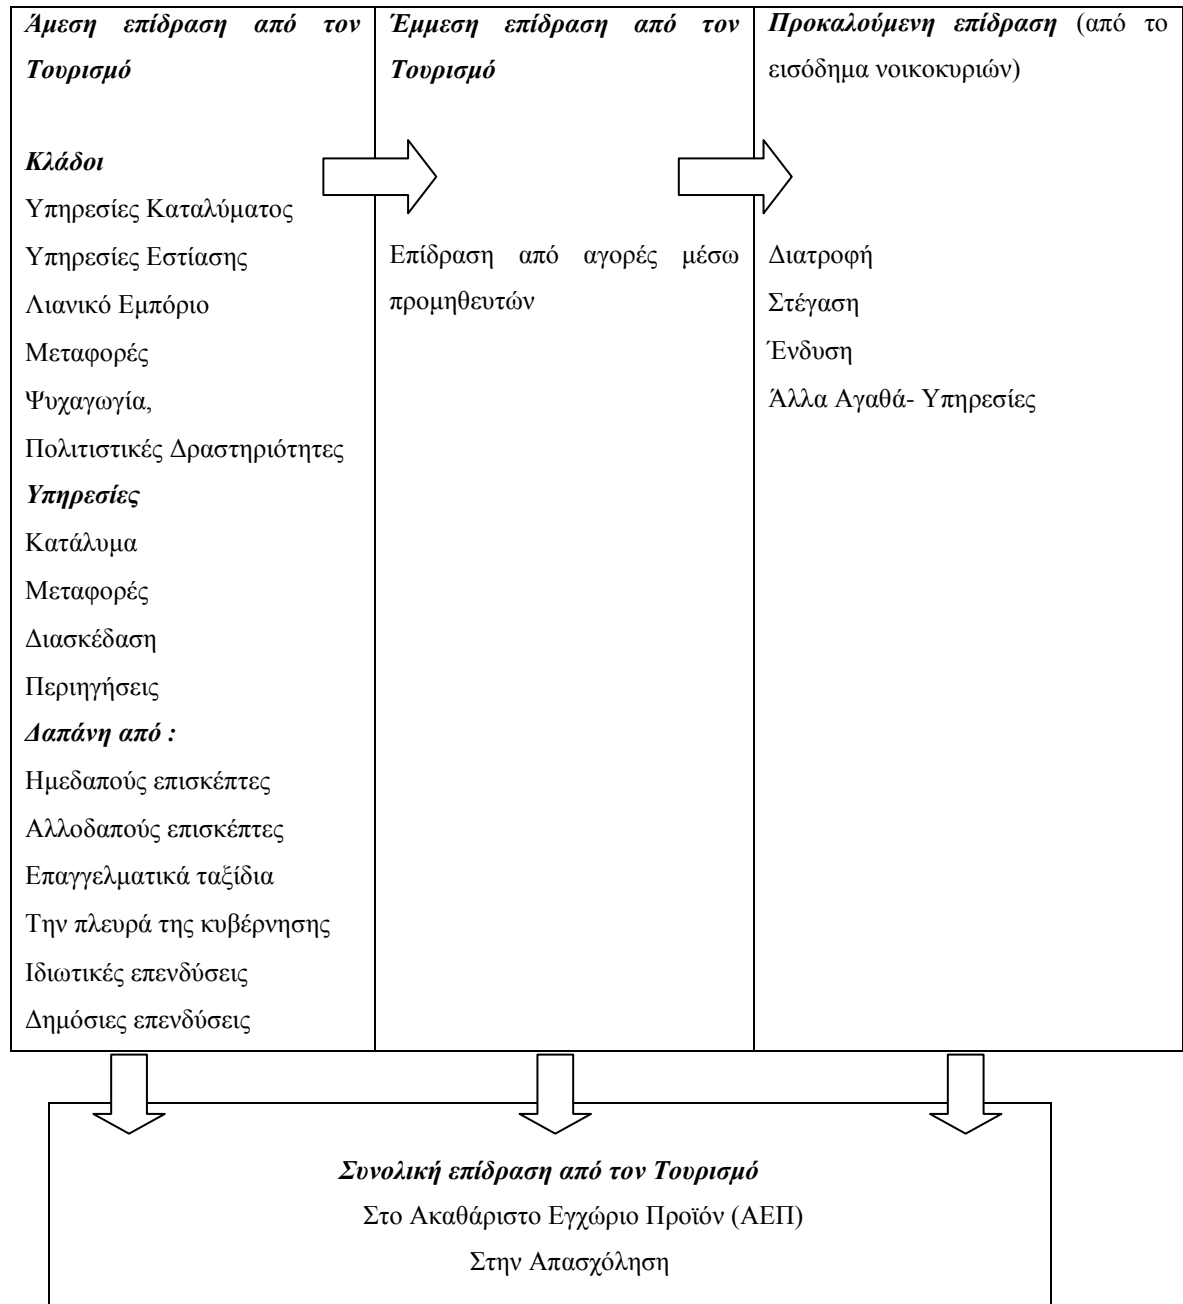 Άμεση επίδραση από τον
Τουρισμό
Κλάδοι
Υπηρεσίες Καταλύματος
Υπηρεσίες Εστίασης
Λιανικό Εμπόριο
Μεταφορές
Ψυχαγωγία,
Πολιτιστικές Δραστηριότητες
Υπηρεσίες
Κατάλυμα
Μεταφορές
Διασκέδαση
Περιηγήσεις
Δαπάνη από :
Ημεδαπούς επισκέπτες
Αλλοδαπούς επισκέπτες
Επαγγελματικά ταξίδια
Την πλευρά της κυβέρνησης
Ιδιωτικές επενδύσεις
Δημόσιες επενδύσεις
Έμμεση επίδραση από τον
Τουρισμό
Επίδραση από αγορές μέσω
προμηθευτών
Προκαλούμενη επίδραση (από το
εισόδημα νοικοκυριών)
Διατροφή
Στέγαση
Ένδυση
Άλλα Αγαθά- Υπηρεσίες
Συνολική επίδραση από τον Τουρισμό
Στο Ακαθάριστο Εγχώριο Προϊόν (ΑΕΠ)
Στην Απασχόληση